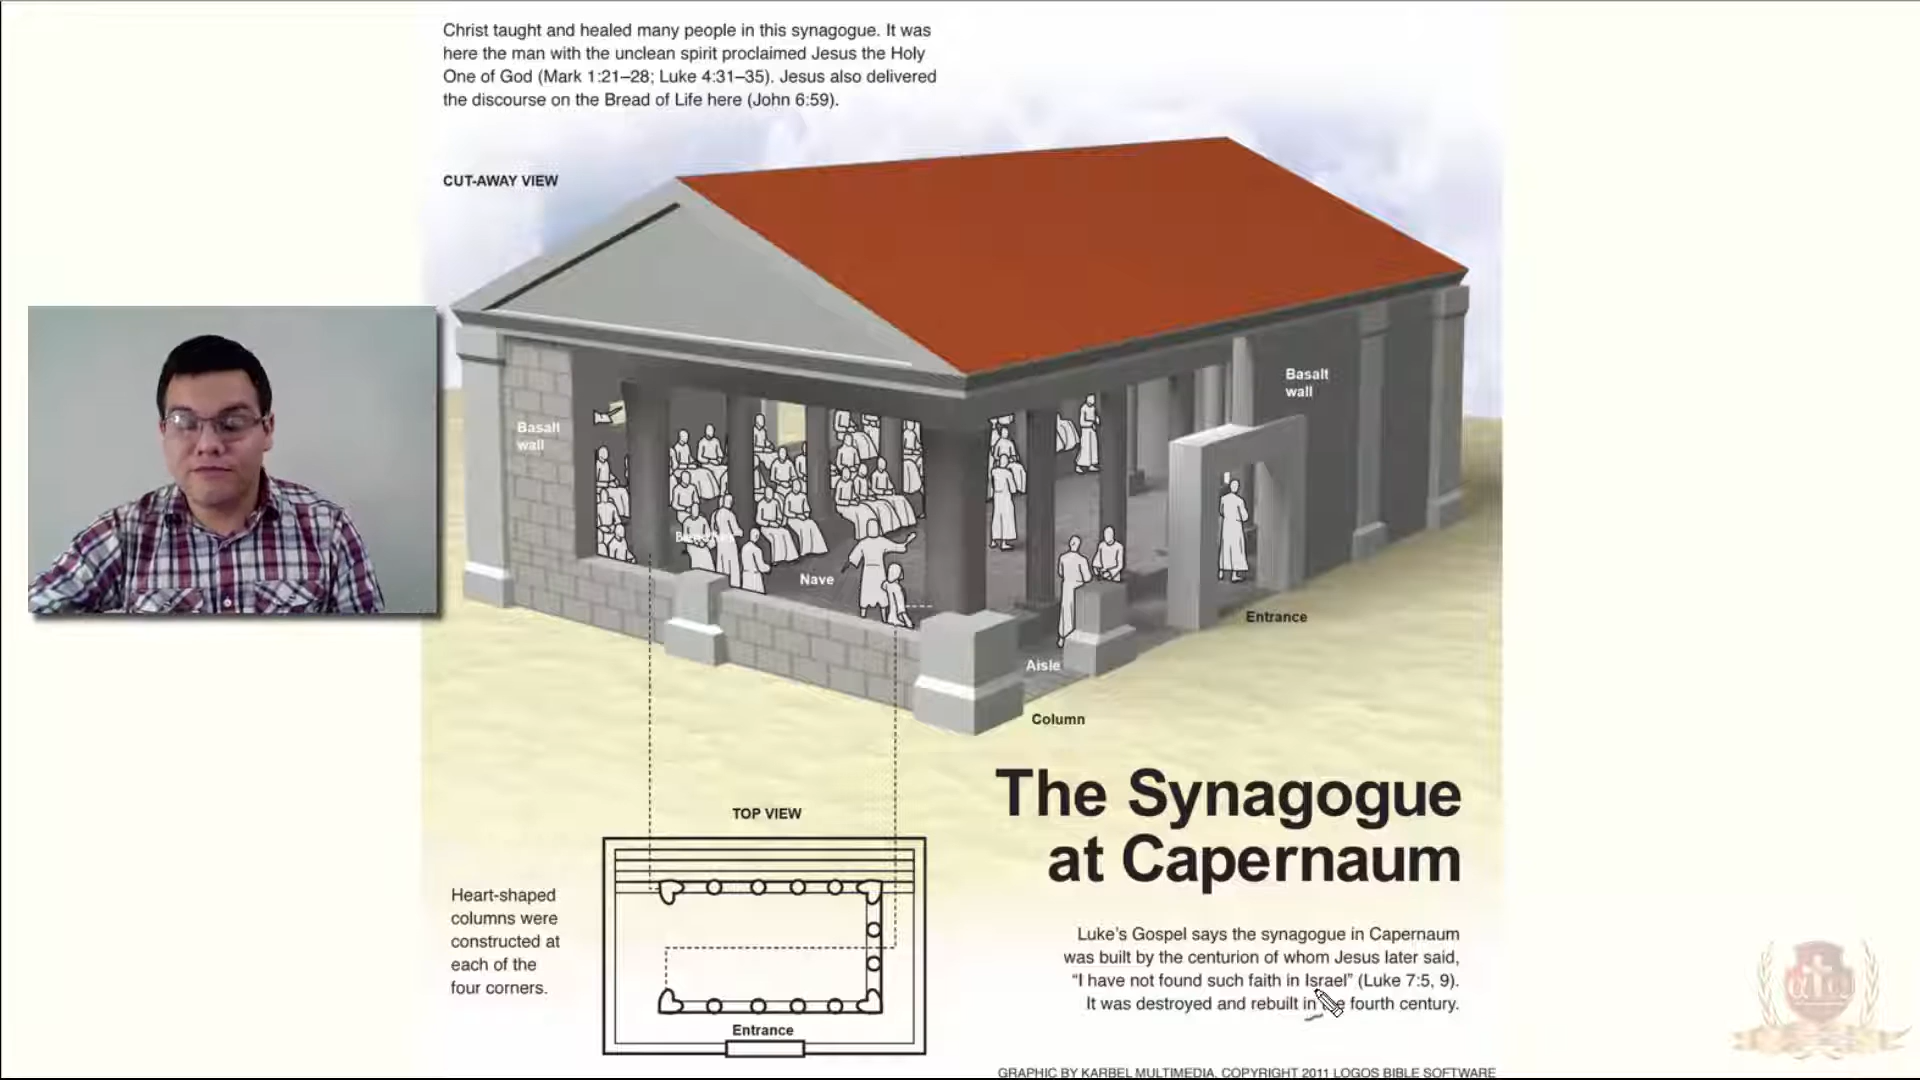 Christ taught and healed many people in this synagogue. It was
here the man with the unclean spirit proclaimed Jesus the Holy
One of God (Mark 1:21–28; Luke 4:31–35). Jesus also delivered
the discourse on the Bread of Life here (John 6:59).
CUT-AWAY VIEW
Basalt
wall
Basalt
wall
Nave
Entrance
Aisle
Column
The Synagogue
at Capernaum
TOP VIEW
Heart-shaped
columns were
constructed at
each of the
four corners.
Entrance
Luke’s Gospel says the synagogue in Capernaum
was built by the centurion of whom Jesus later said,
“I have not found such faith in Israel” (Luke 7:5, 9).
It was destroyed and rebuilt in the fourth century.
GRAPHIC BY KARBEL MULTIMEDIA. COPYRIGHT 2011 LOGOS BIBLE SOFTWARE